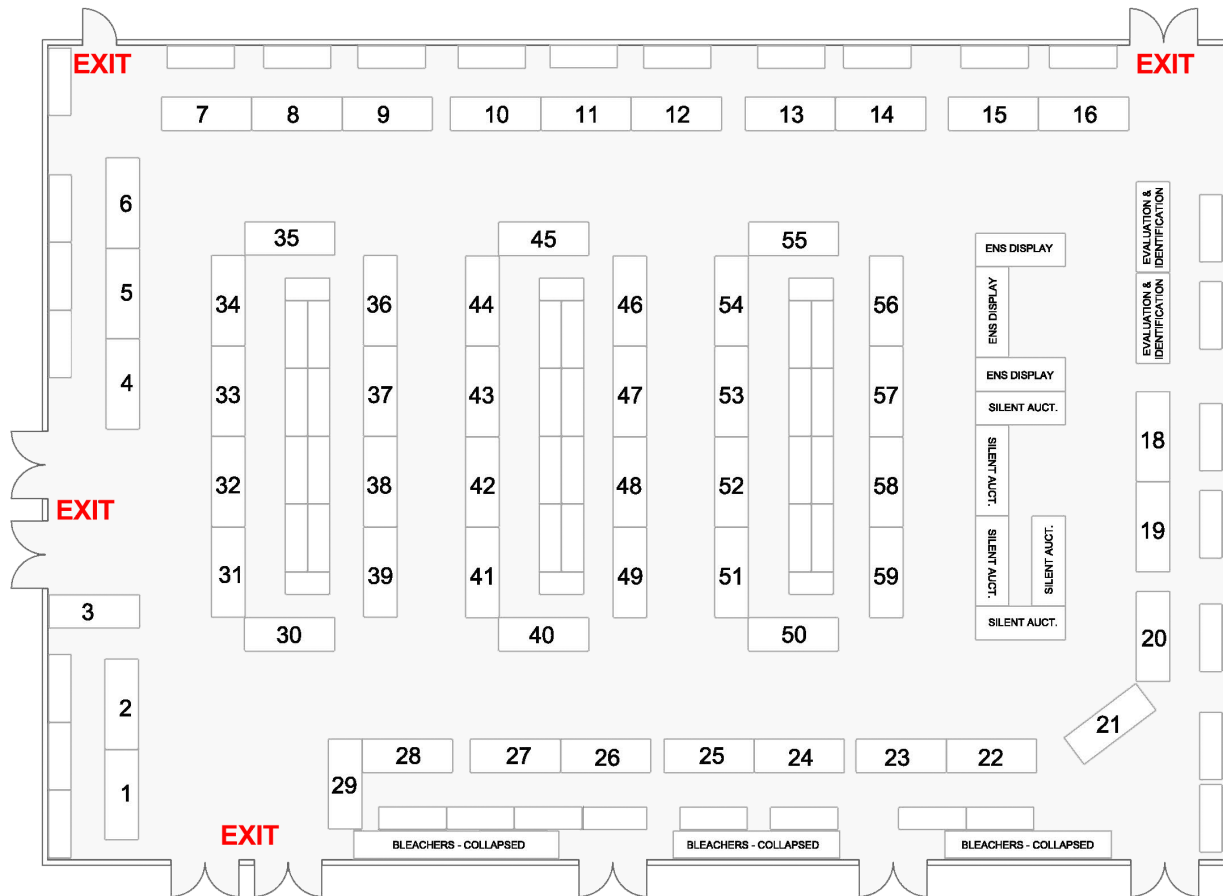 EXIT
EXIT
7 8 9 10 11 12 13 14 15 16
6
5
4
EVALUATION &
IDENTIFICATION
EVALUATION &
IDENTIFICATION
35 45 55
ENS DISPLAY
ENS DISPLAY
ENS DISPLAY
34 36 44 46 54 56
33 37 43 47 53 57
SILENT AUCT.
SILENT AUCT.
18
32 38 42 48 52 58
EXIT
19
31 39 41 49 51 59
SILENT AUCT.
SILENT AUCT.
SILENT AUCT.
3
30 40 50
20
2
21
28 27 26 25 24 23 22
29
1
EXIT
BLEACHERS - COLLAPSED
BLEACHERS - COLLAPSED
BLEACHERS - COLLAPSED